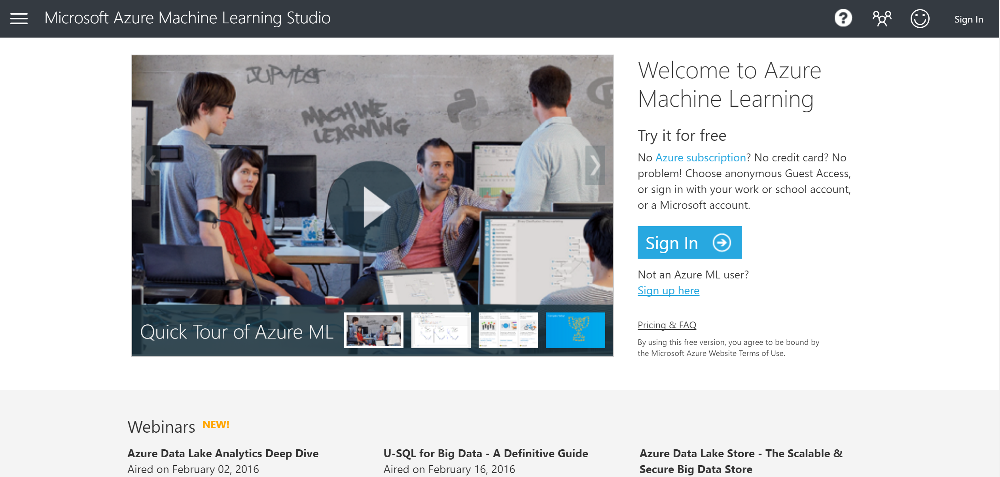 Microsoft Azure Machine Learning Studio
Sign In
JUPyter
MACHINE
LEARNING
Quick Tour of Azure ML
Welcome to Azure
Machine Learning
Try it for free
No Azure subscription? No credit card? No
problem! Choose anonymous Guest Access,
or sign in with your work or school account,
or a Microsoft account.
Sign In
Not an Azure ML user?
Sign up here
Pricing & FAQ
By using this free version, you agree to be bound by
the Microsoft Azure Website Terms of Use.
Webinars NEW!
Azure Data Lake Analytics Deep Dive
Aired on February 02, 2016
U-SQL for Big Data - A Definitive Guide
Aired on February 16, 2016
Azure Data Lake Store - The Scalable &
Secure Big Data Store